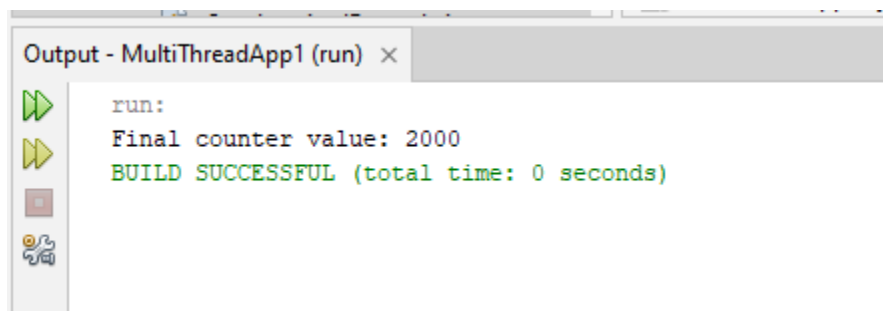 Output - MultiThreadApp1 (run) ×
run:
Final counter value: 2000
BUILD SUCCESSFUL (total time: 0 seconds)